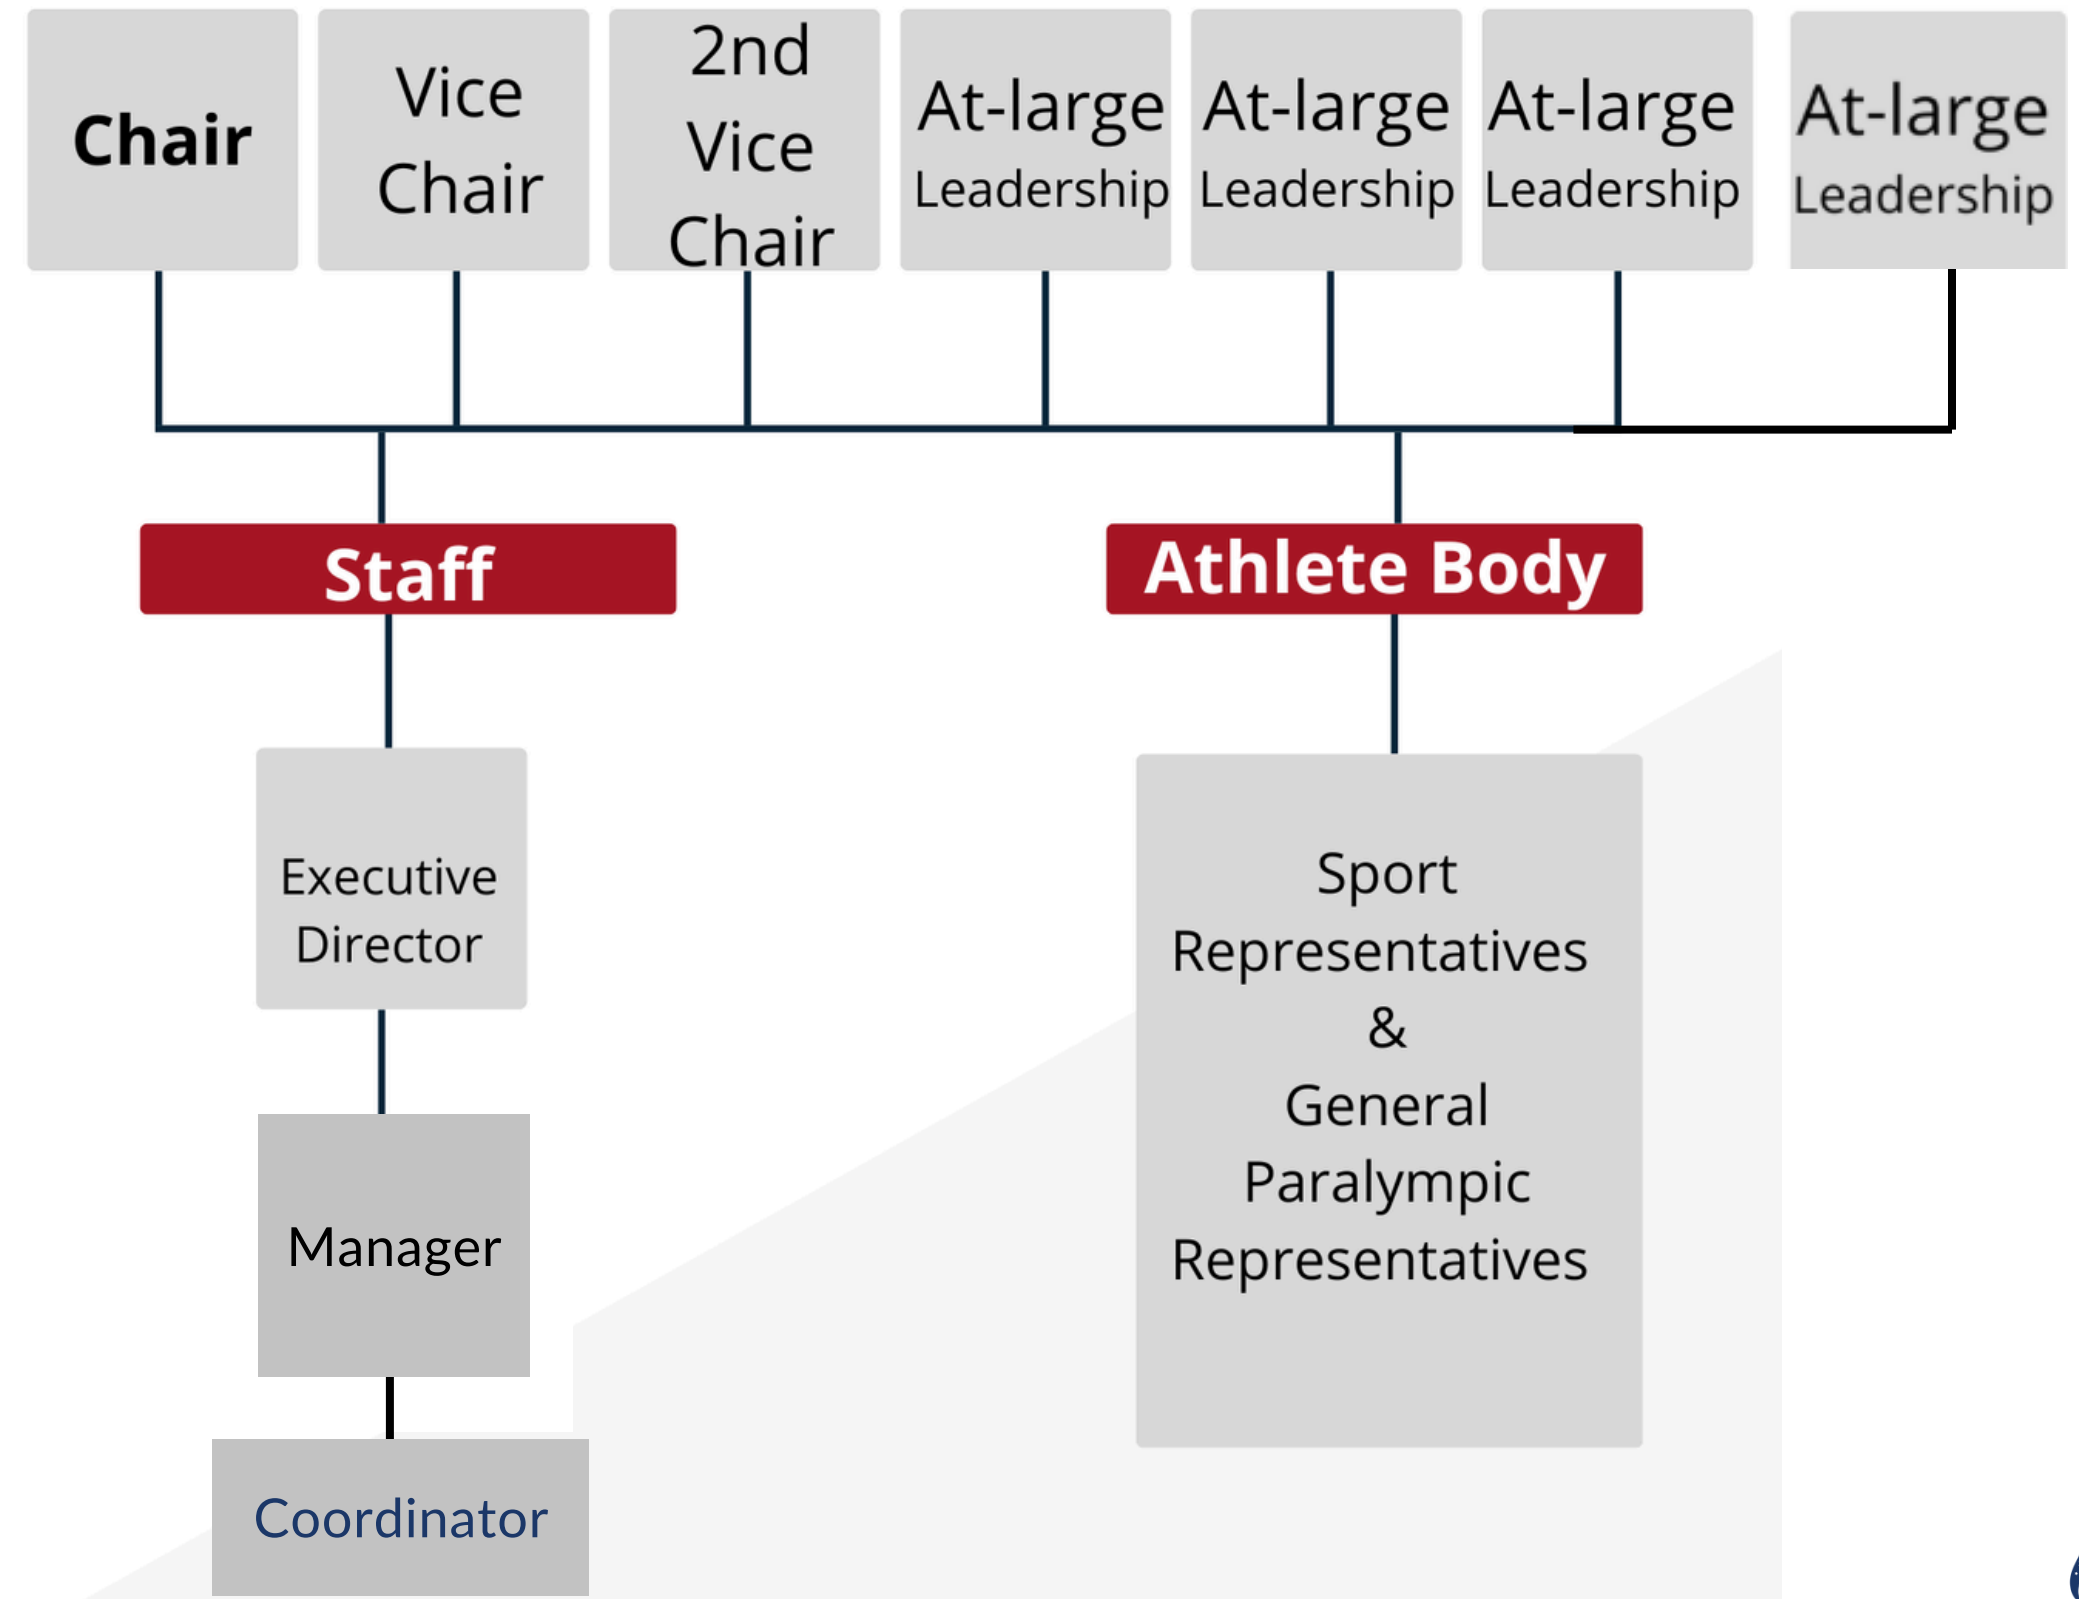 Chair
Vice
Chair
2nd
Vice
Chair
At-large
Leadership
At-large
Leadership
At-large
Leadership
At-large
Leadership
Staff
Athlete Body
Executive
Director
Manager
Coordinator
Sport
Representatives
&
General
Paralympic
Representatives